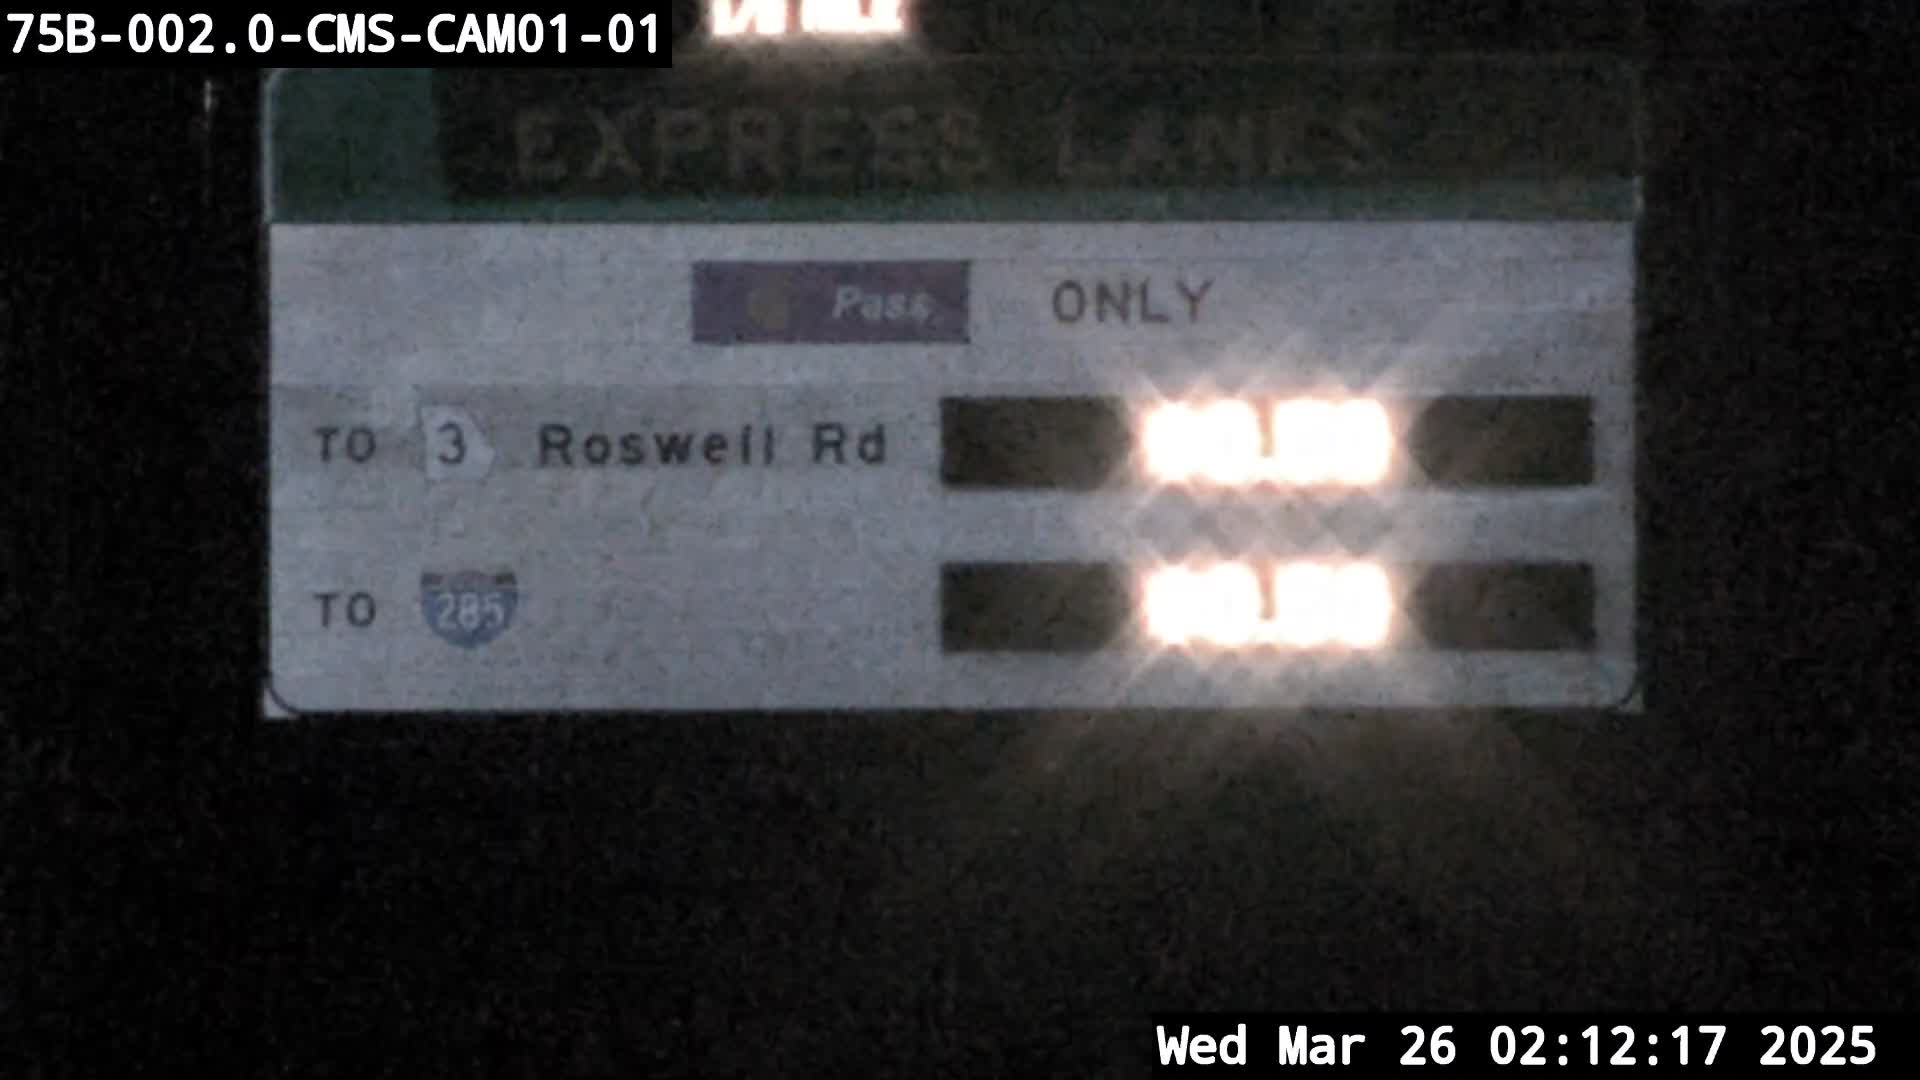 75B-002.0-CMS-CAM01-01
MILE
EXPRESS LANES
Pass ONLY
TO 3 Roswell Rd
TO 285
Wed Mar 26 02:12:17 2025